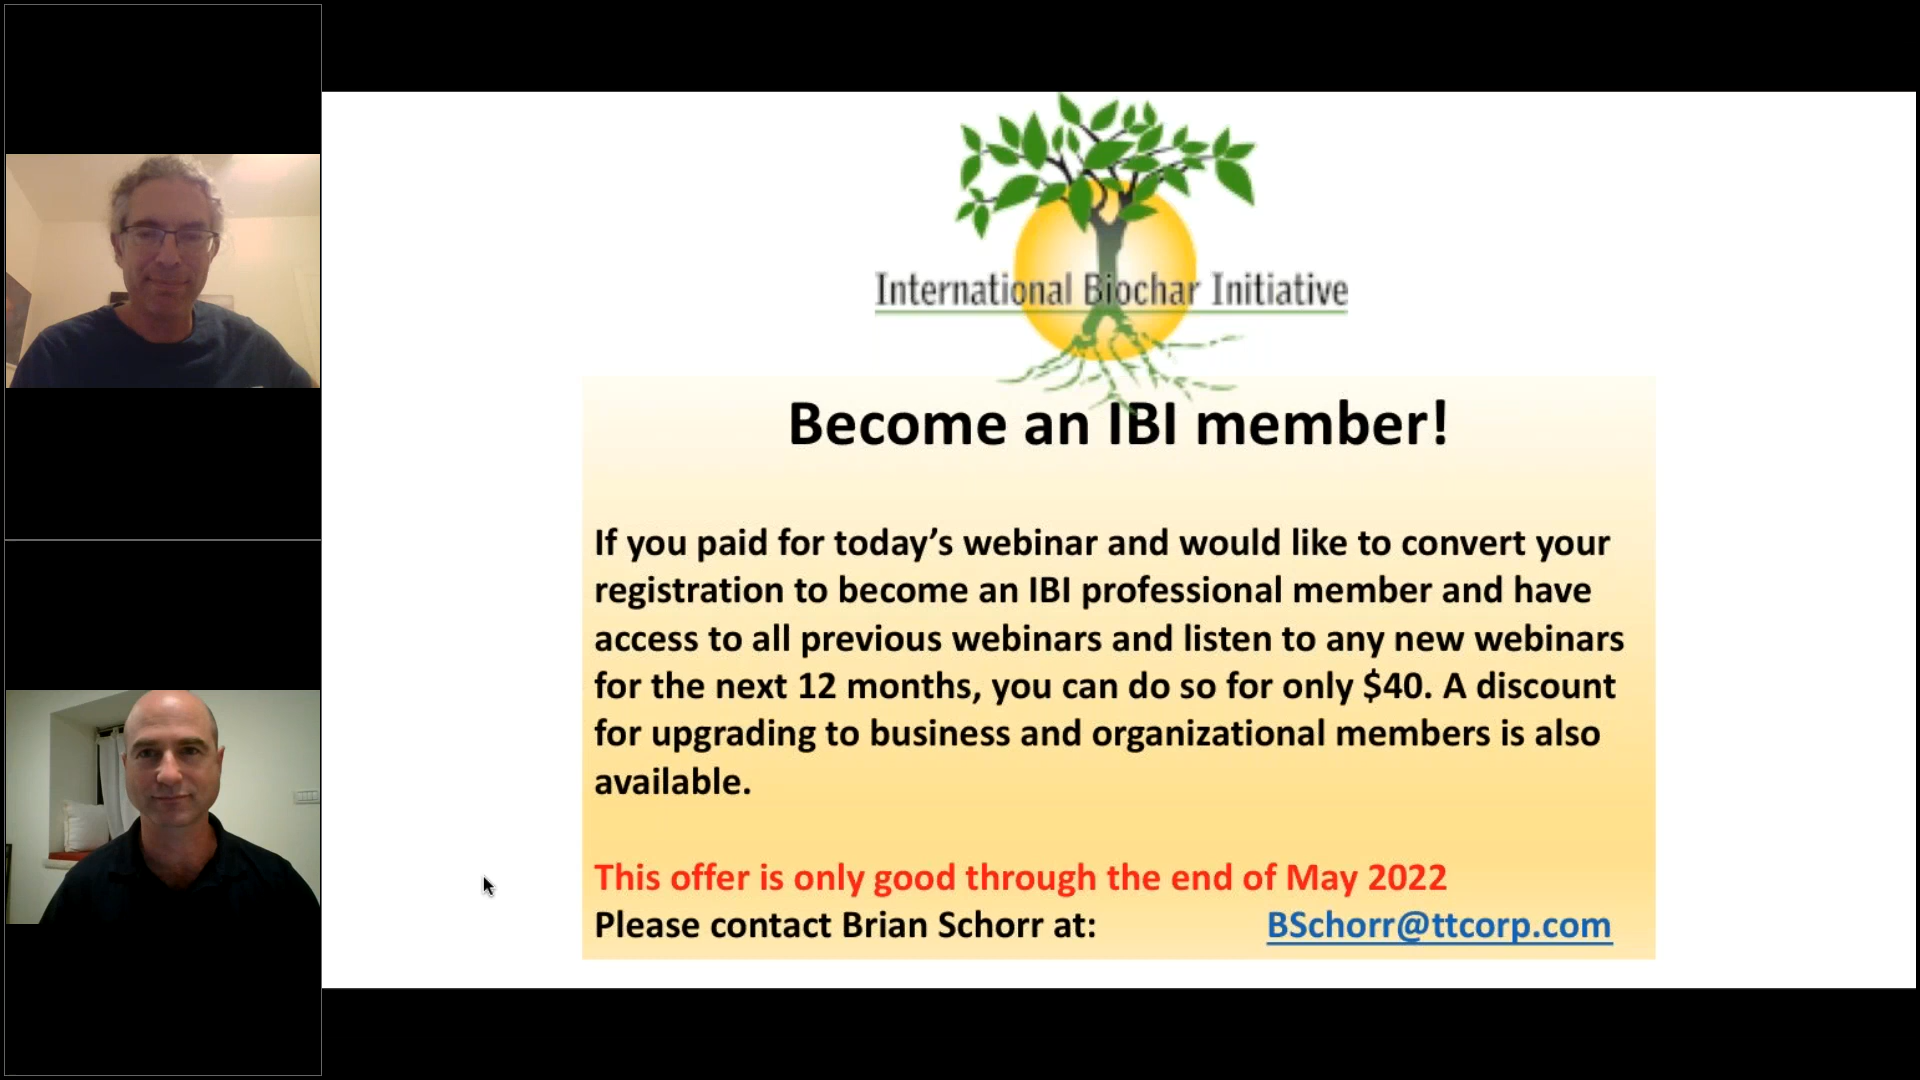 International Biochar Initiative
Become an IBI member!
If you paid for today’s webinar and would like to convert your
registration to become an IBI professional member and have
access to all previous webinars and listen to any new webinars
for the next 12 months, you can do so for only $40. A discount
for upgrading to business and organizational members is also
available.
This offer is only good through the end of May 2022
Please contact Brian Schorr at: BSchorr@ttcorp.com